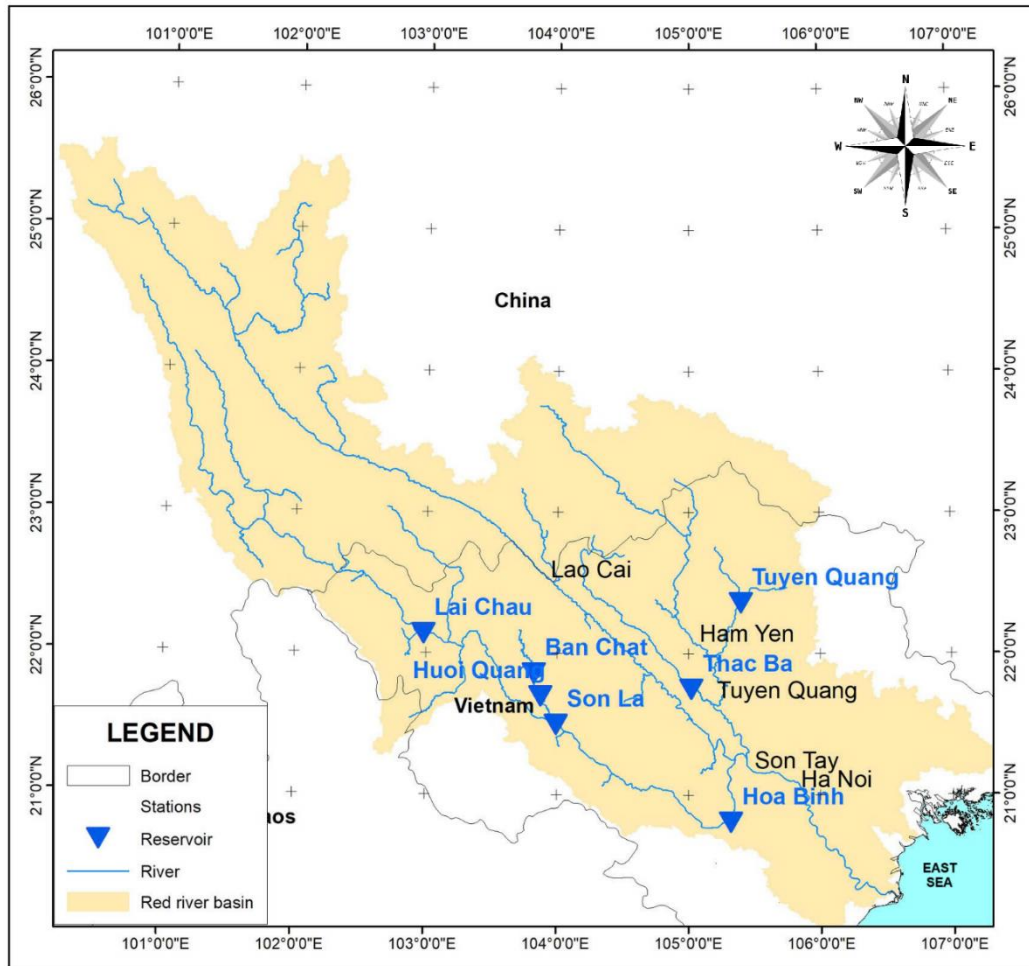 101°0'0"E 102°0'0"E 103°0'0"E 104°0'0"E 105°0'0"E 106°0'0"E 107°0'0"E
26°0'0"N
26°0'0"N
N
NW
NE
W
E
SW
SE
S
25°0'0"N
25°0'0"N
China
24°0'0"N
24°0'0"N
23°0'0"N
23°0'0"N
Lao Cai
Tuyen Quang
Lai Chau
Ham Yen
22°0'0"N
22°0'0"N
Ban Chat
Huoi Quang
Thac Ba
Tuyen Quang
Vietnam
Son La
Son Tay
Ha Noi
21°0'0"N
21°0'0"N
Hoa Binh
aos
EAST
SEA
LEGEND
Border
Stations
Reservoir
River
Red river basin
101°0'0"E 102°0'0"E 103°0'0"E 104°0'0"E 105°0'0"E 106°0'0"E 107°0'0"E